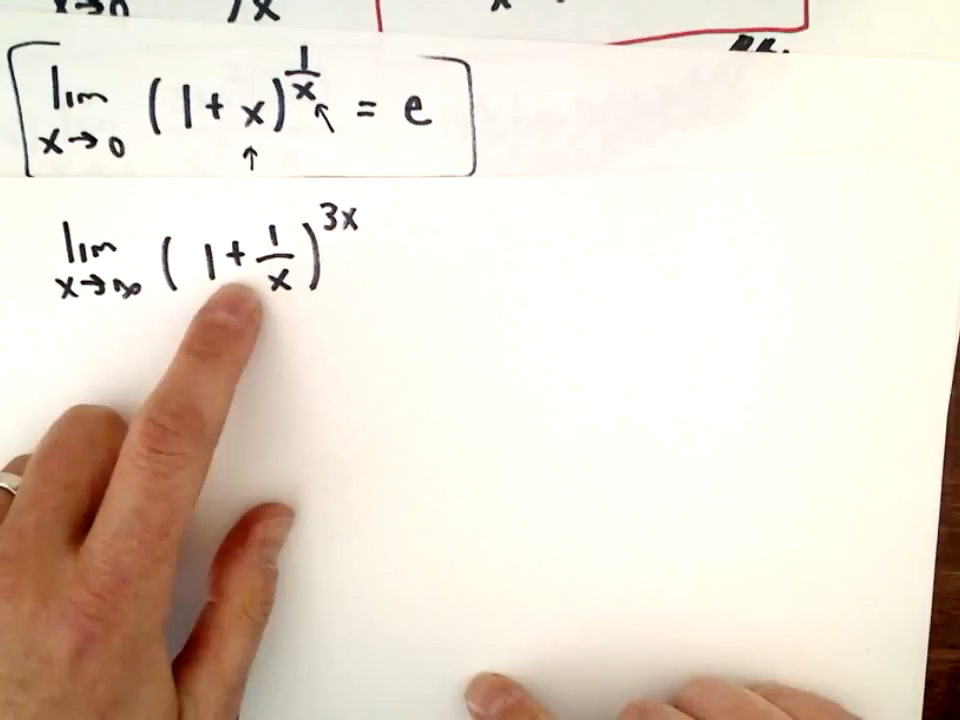 lim x→0 (1 + x)^{1/x} = e
↑ ↑
lim x→∞ (1 + 1/x)^{3x}